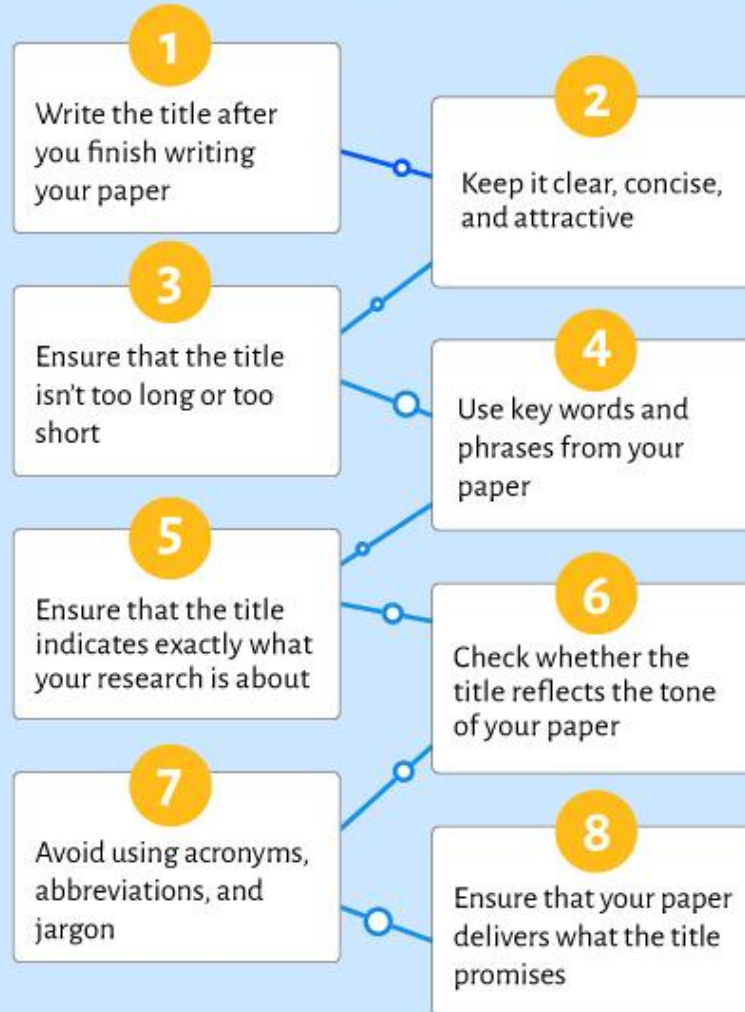 1
Write the title after
you finish writing
your paper
2
Keep it clear, concise,
and attractive
3
Ensure that the title
isn't too long or too
short
4
Use key words and
phrases from your
paper
5
Ensure that the title
indicates exactly what
your research is about
6
Check whether the
title reflects the tone
of your paper
7
Avoid using acronyms,
abbreviations, and
jargon
8
Ensure that your paper
delivers what the title
promises